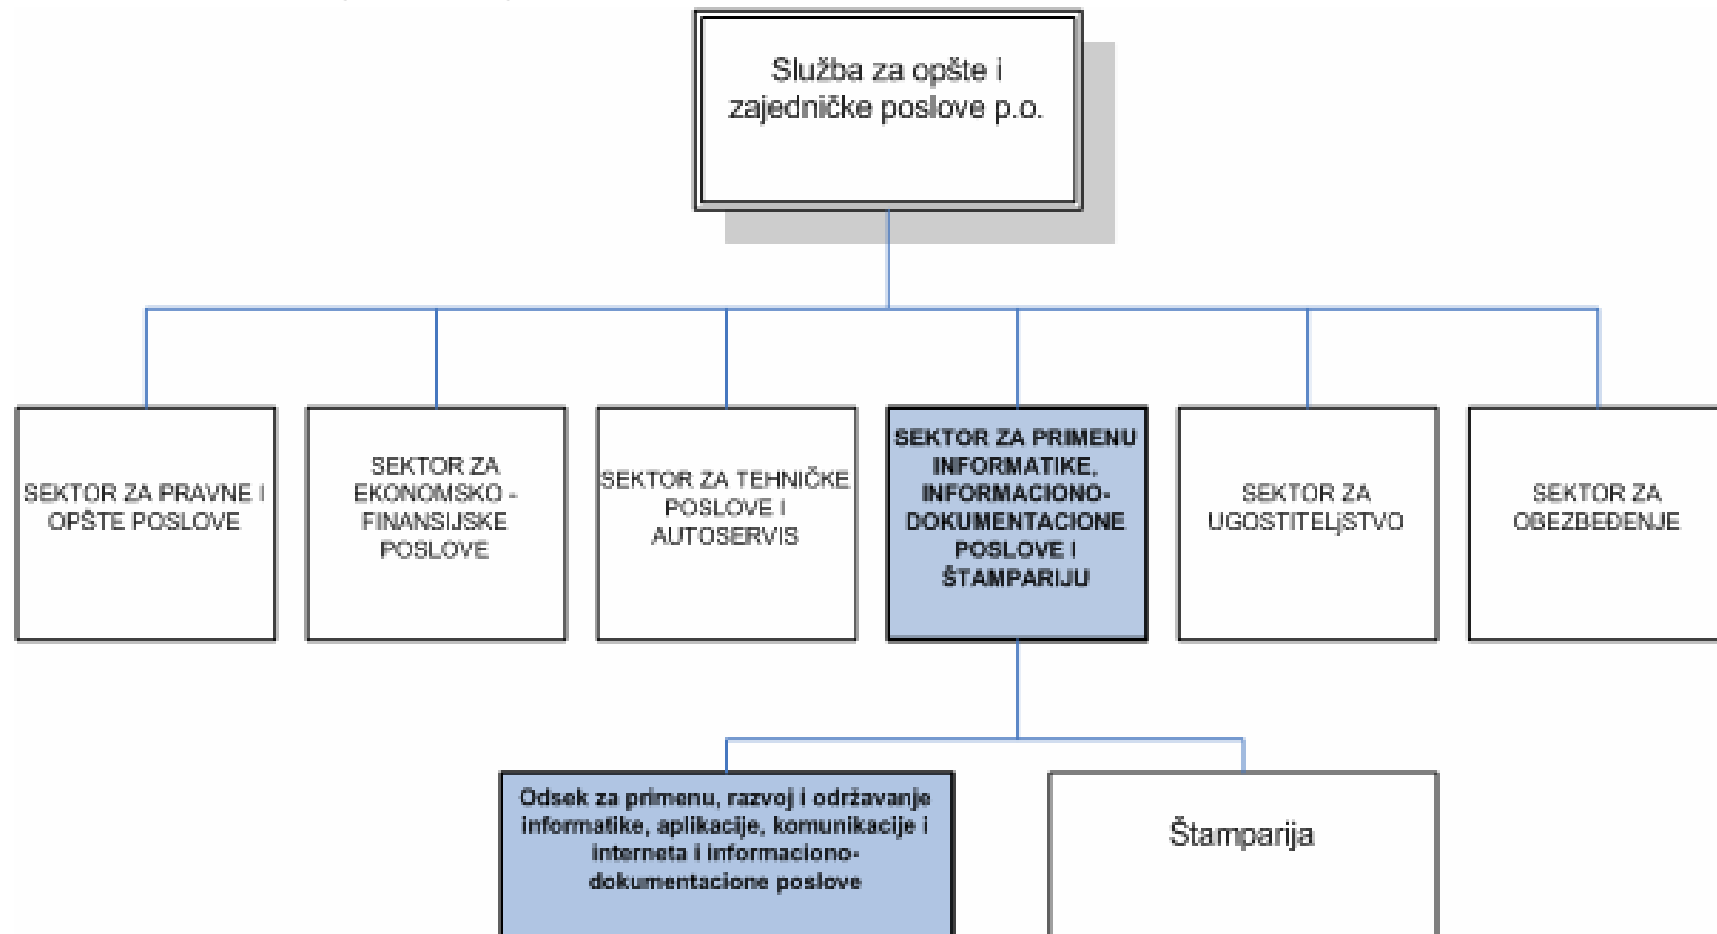 Služba za opšte i
zajedničke poslove p.o.
SEKTOR ZA PRAVNE I
OPŠTE POSLOVE
SEKTOR ZA
EKONOMSKO -
FINANSIJSKE
POSLOVE
SEKTOR ZA TEHNIČKE
POSLOVE I
AUTOSERVIS
SEKTOR ZA PRIMENU
INFORMATIKE,
INFORMACIONO-
DOKUMENTACIONE
POSLOVE I
ŠTAMPARIJU
SEKTOR ZA
UGOSTITELjSTVO
SEKTOR ZA
OBEZBEĐENJE
Odsek za primenu, razvoj i održavanje
informatike, aplikacije, komunikacije i
interneta i informaciono-
dokumentacione poslove
Štamparija